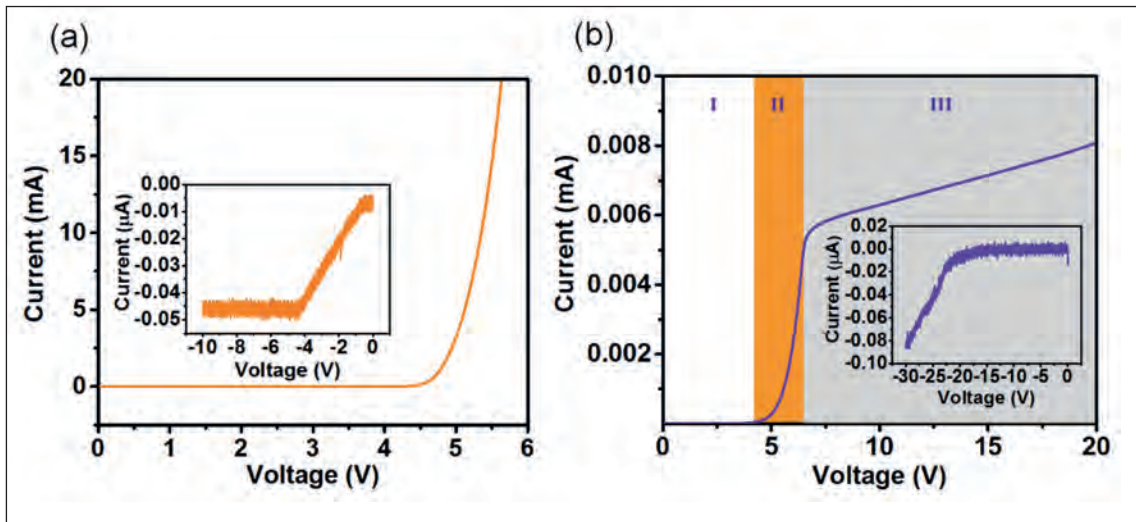 (a)
20
15
10
5
0
Current (mA)
0 1 2 3 4 5 6
Voltage (V)
0.00
-0.01
-0.02
-0.03
-0.04
-0.05
Current (μA)
-10 -8 -6 -4 -2 0
Voltage (V)
(b)
0.010
0.008
0.006
0.004
0.002
Current (mA)
I II III
0 5 10 15 20
Voltage (V)
0.02
0.00
-0.02
-0.04
-0.06
-0.08
-0.10
Current (μA)
-30 -25 -20 -15 -10 -5 0
Voltage (V)